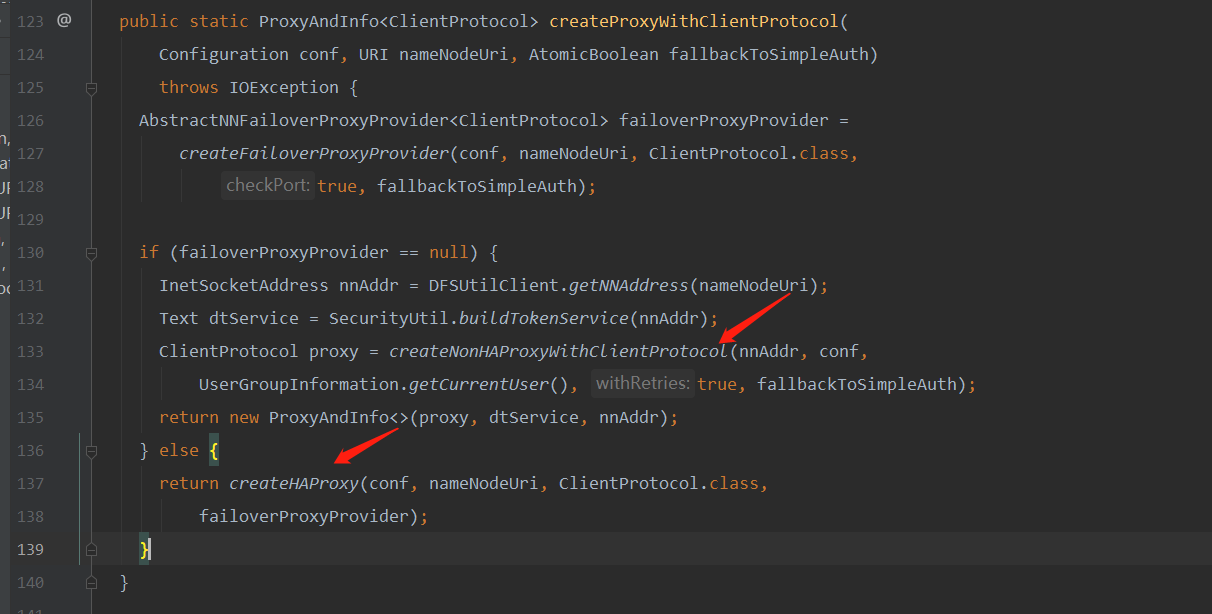 123 @ public static ProxyAndInfo<ClientProtocol> createProxyWithClientProtocol(
124 Configuration conf, URI nameNodeUri, AtomicBoolean fallbackToSimpleAuth)
125 throws IOException {
126 AbstractNNFailoverProxyProvider<ClientProtocol> failoverProxyProvider =
127 createFailoverProxyProvider(conf, nameNodeUri, ClientProtocol.class,
128 checkPort: true, fallbackToSimpleAuth);
129
130 if (failoverProxyProvider == null) {
131 InetSocketAddress nnAddr = DFSUtilClient.getNNAddress(nameNodeUri);
132 Text dtService = SecurityUtil.buildTokenService(nnAddr);
133 ClientProtocol proxy = createNonHAProxyWithClientProtocol(nnAddr, conf,
134 UserGroupInformation.getCurrentUser(), withRetries: true, fallbackToSimpleAuth);
135 return new ProxyAndInfo<>(proxy, dtService, nnAddr);
136 } else {
137 return createHAProxy(conf, nameNodeUri, ClientProtocol.class,
138 failoverProxyProvider);
139 }
140 }